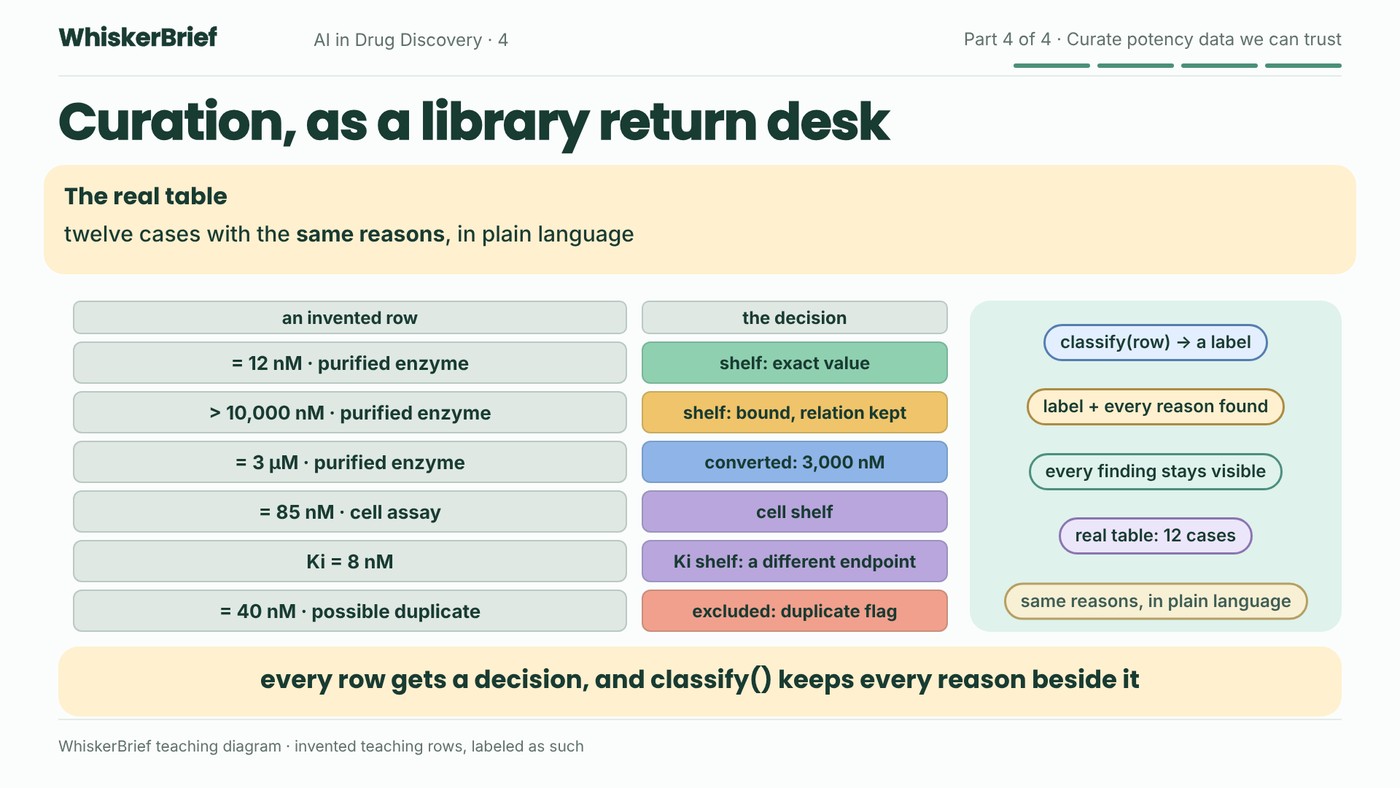 WhiskerBrief
AI in Drug Discovery · 4
Part 4 of 4 · Curate potency data we can trust
Curation, as a library return desk
The real table
twelve cases with the same reasons, in plain language
an invented row
the decision
= 12 nM · purified enzyme
shelf: exact value
> 10,000 nM · purified enzyme
shelf: bound, relation kept
= 3 µM · purified enzyme
converted: 3,000 nM
= 85 nM · cell assay
cell shelf
Ki = 8 nM
Ki shelf: a different endpoint
= 40 nM · possible duplicate
excluded: duplicate flag
classify(row) → a label
label + every reason found
every finding stays visible
real table: 12 cases
same reasons, in plain language
every row gets a decision, and classify() keeps every reason beside it
WhiskerBrief teaching diagram · invented teaching rows, labeled as such